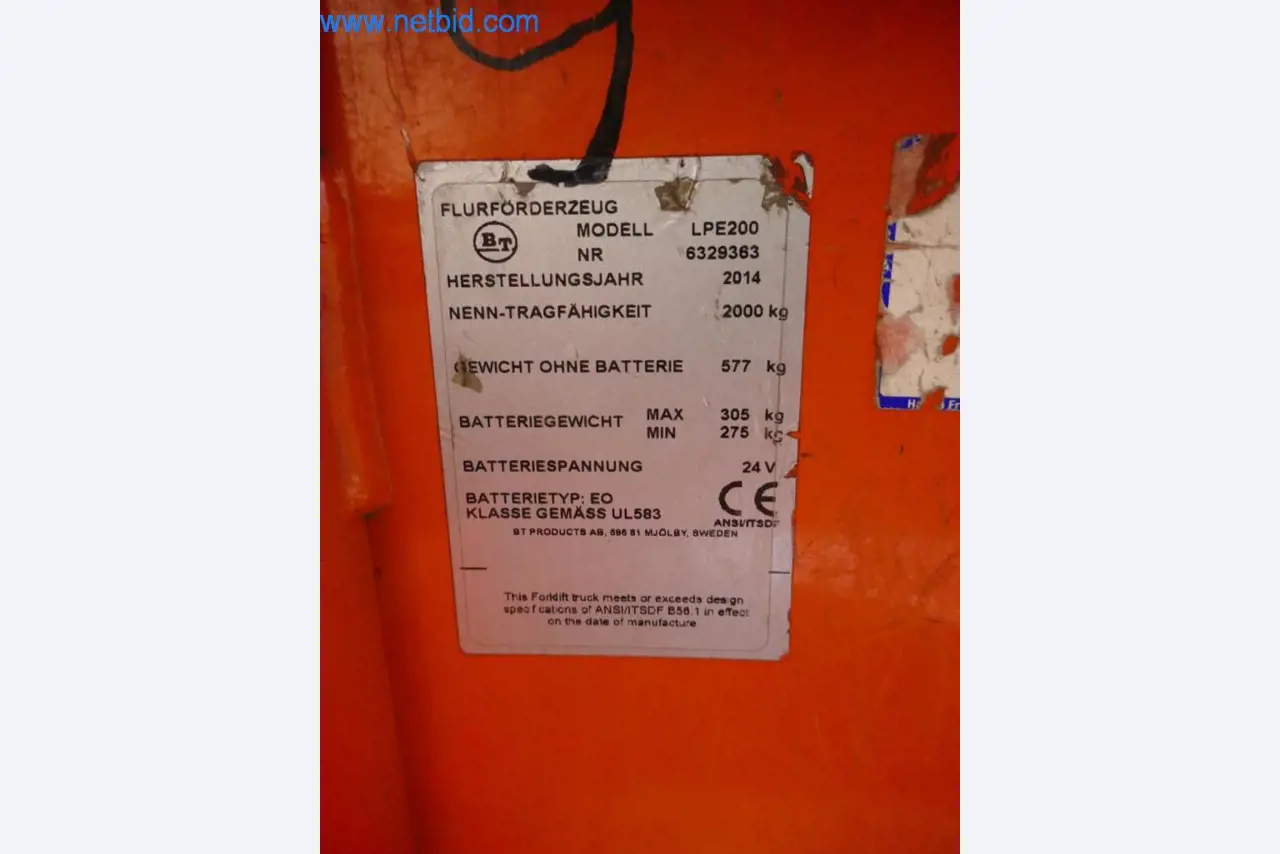 www.netbid.com
FLURFÖRDERZEUG
BT
MODELL LPE200
NR 6329363
HERSTELLUNGSJAHR 2014
NENN-TRAGFÄHIGKEIT 2000 kg
GEWICHT OHNE BATTERIE 577 kg
BATTERIEGEWICHT MAX 305 kg
MIN 275 kg
BATTERIESPANNUNG 24 V
BATTERIETYP: EO
KLASSE GEMÄSS UL583
CE
ANSI/ITSDF
BT PRODUCTS AB, 81 MJÖLBY, SWEDEN
This Forklift truck meets or exceeds design
specifications of ANSI/ITSDF B56.1 in effect
on the date of manufacture